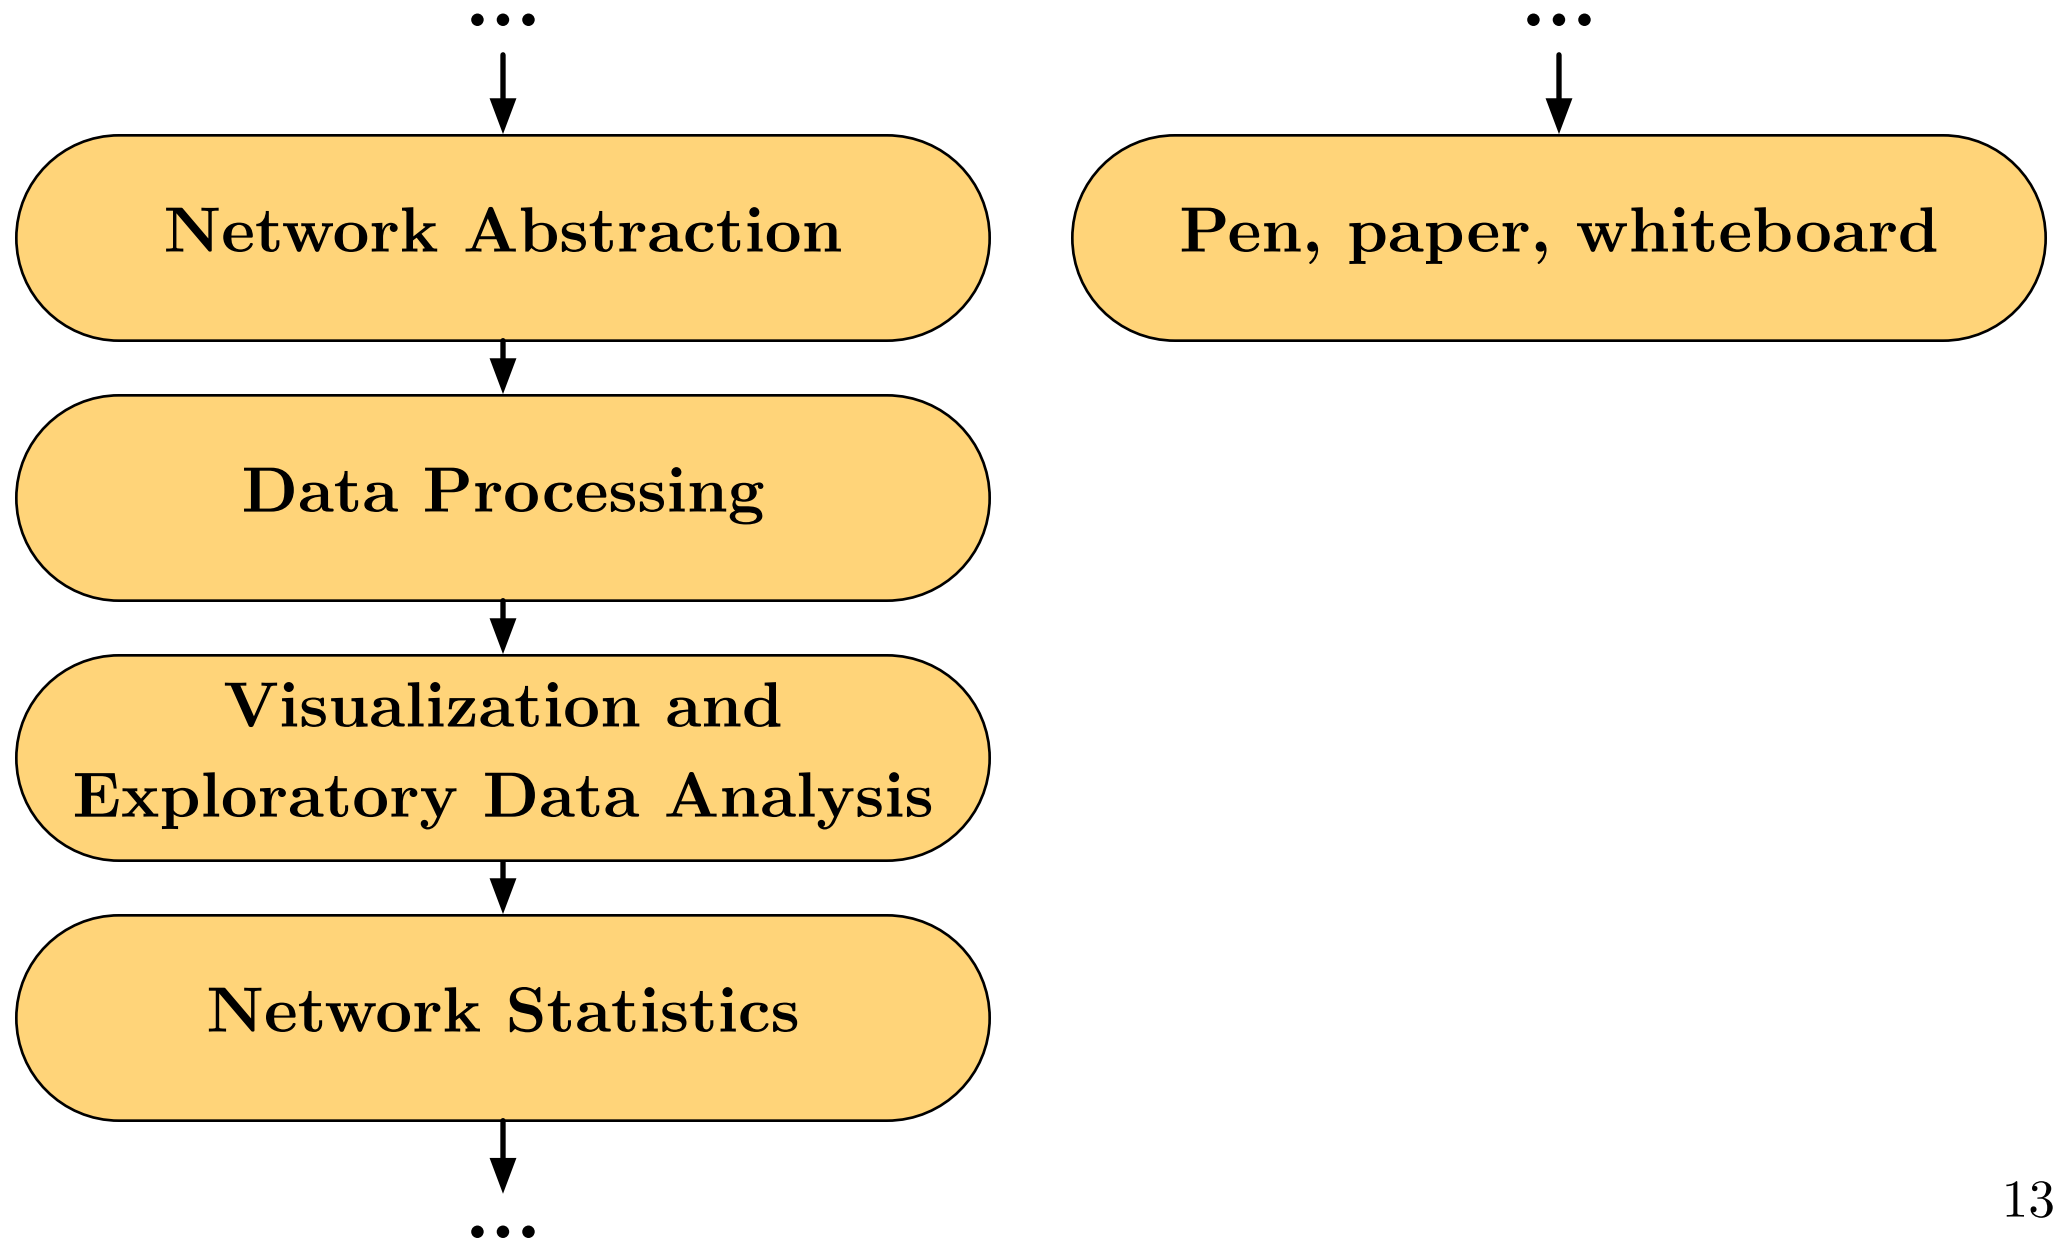 ...
Network Abstraction
Data Processing
Visualization and
Exploratory Data Analysis
Network Statistics
...
...
Pen, paper, whiteboard
13